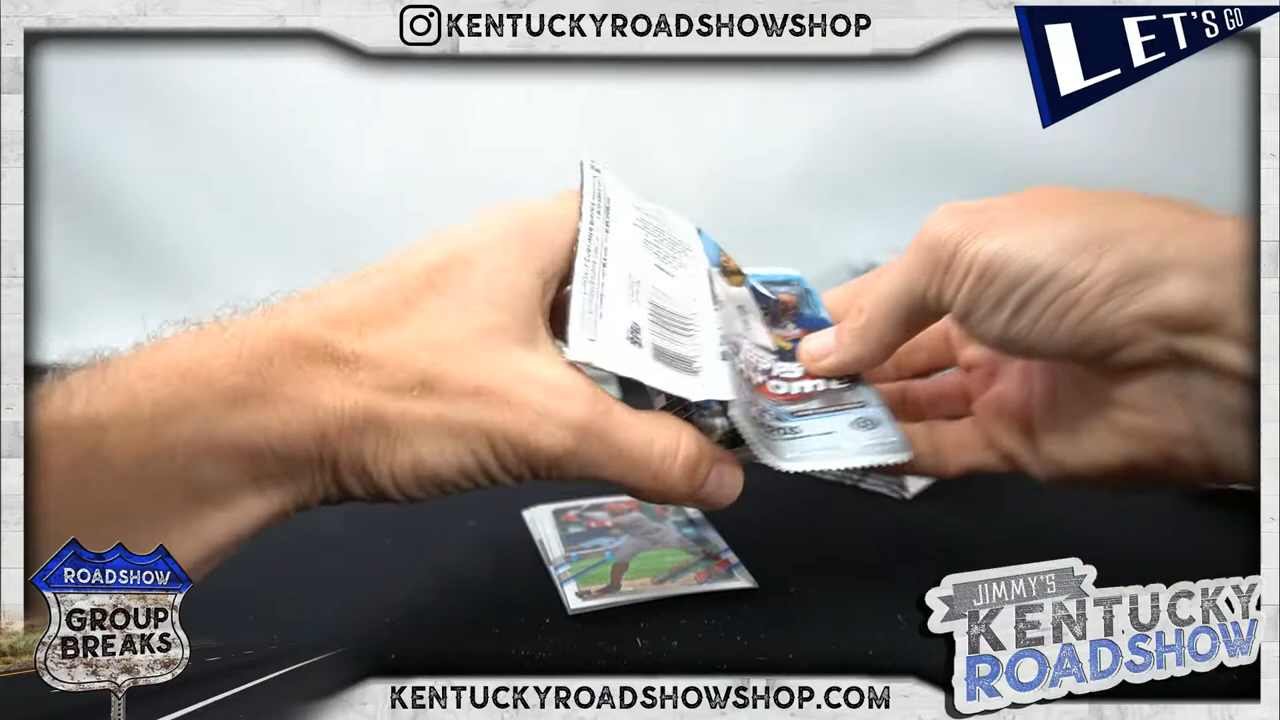 KENTUCKYROADSHOWSHOP
LET'S GO
ROADSHOW
GROUP
BREAKS
JIMMY'S
KENTUCKY
ROADSHOW
KENTUCKYROADSHOWSHOP.COM